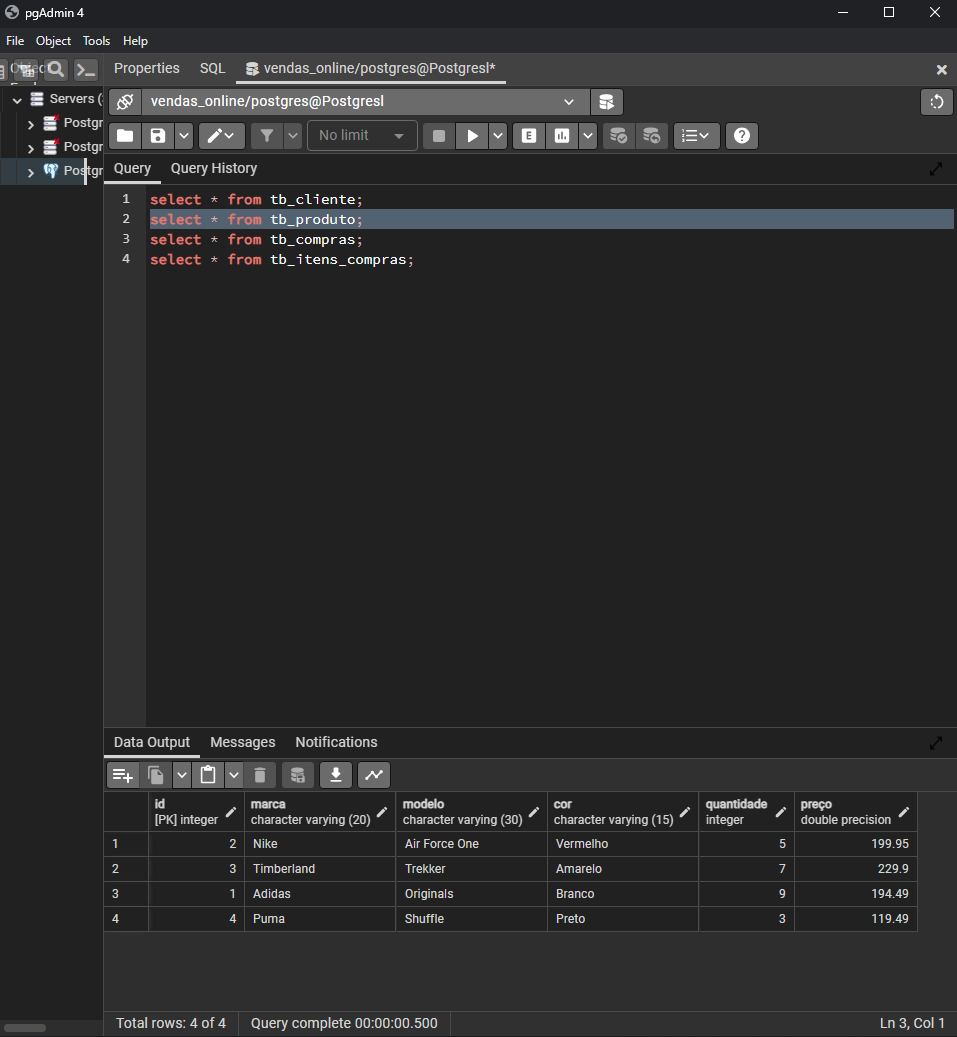 pgAdmin 4
File Object Tools Help
Properties SQL vendas_online/postgres@Postgresl*
Servers (
Postgr
Postgr
Postgr
vendas_online/postgres@Postgresl
No limit
E
Query Query History
1 select * from tb_cliente;
2 select * from tb_produto;
3 select * from tb_compras;
4 select * from tb_itens_compras;
Data Output Messages Notifications
id marca modelo cor quantidade preço
[PK] integer character varying (20) character varying (30) character varying (15) integer double precision
1 2 Nike Air Force One Vermelho 5 199.95
2 3 Timberland Trekker Amarelo 7 229.9
3 1 Adidas Originals Branco 9 194.49
4 4 Puma Shuffle Preto 3 119.49
Total rows: 4 of 4 Query complete 00:00:00.500 Ln 3, Col 1